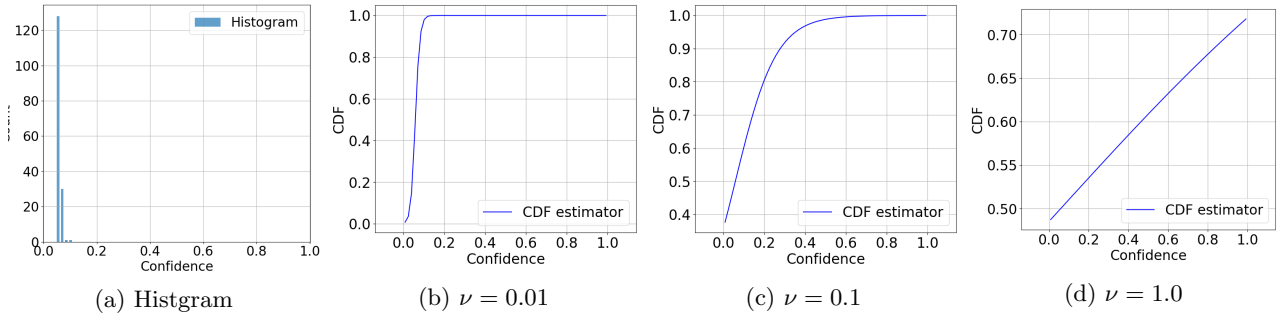 Histogram
120
100
80
60
40
20
0
0.0 0.2 0.4 0.6 0.8 1.0
Confidence
(a) Histgram
CDF
1.0
0.8
0.6
0.4
0.2
0.0
CDF estimator
0.0 0.2 0.4 0.6 0.8 1.0
Confidence
(b) ν = 0.01
CDF
1.0
0.9
0.8
0.7
0.6
0.5
0.4
CDF estimator
0.0 0.2 0.4 0.6 0.8 1.0
Confidence
(c) ν = 0.1
CDF
0.70
0.65
0.60
0.55
0.50
CDF estimator
0.0 0.2 0.4 0.6 0.8 1.0
Confidence
(d) ν = 1.0